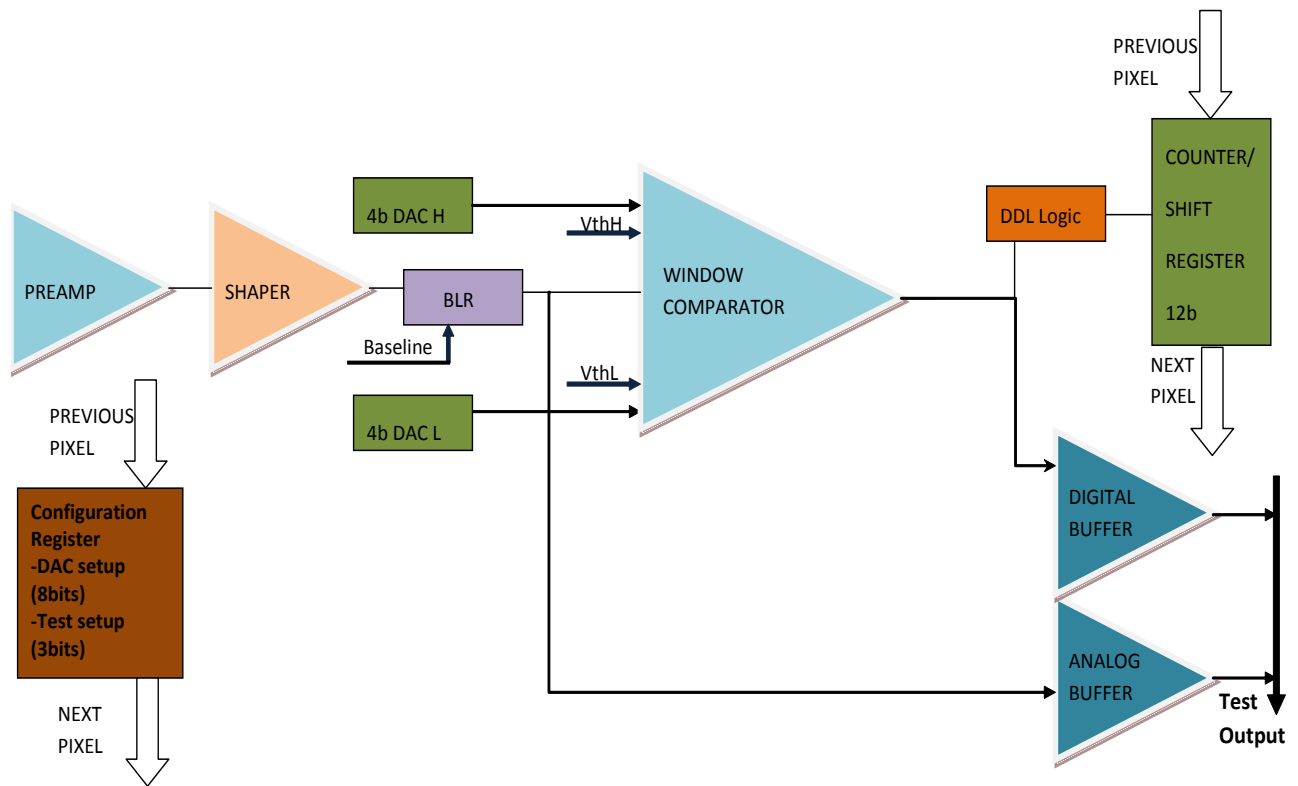 PREVIOUS
PIXEL
COUNTER/
SHIFT
REGISTER
12b
NEXT
PIXEL
4b DAC H
VthH
DDL Logic
PREAMP
SHAPER
BLR
Baseline
WINDOW
COMPARATOR
VthL
4b DAC L
PREVIOUS
PIXEL
Configuration
Register
-DAC setup
(8bits)
-Test setup
(3bits)
NEXT
PIXEL
DIGITAL
BUFFER
ANALOG
BUFFER
Test
Output